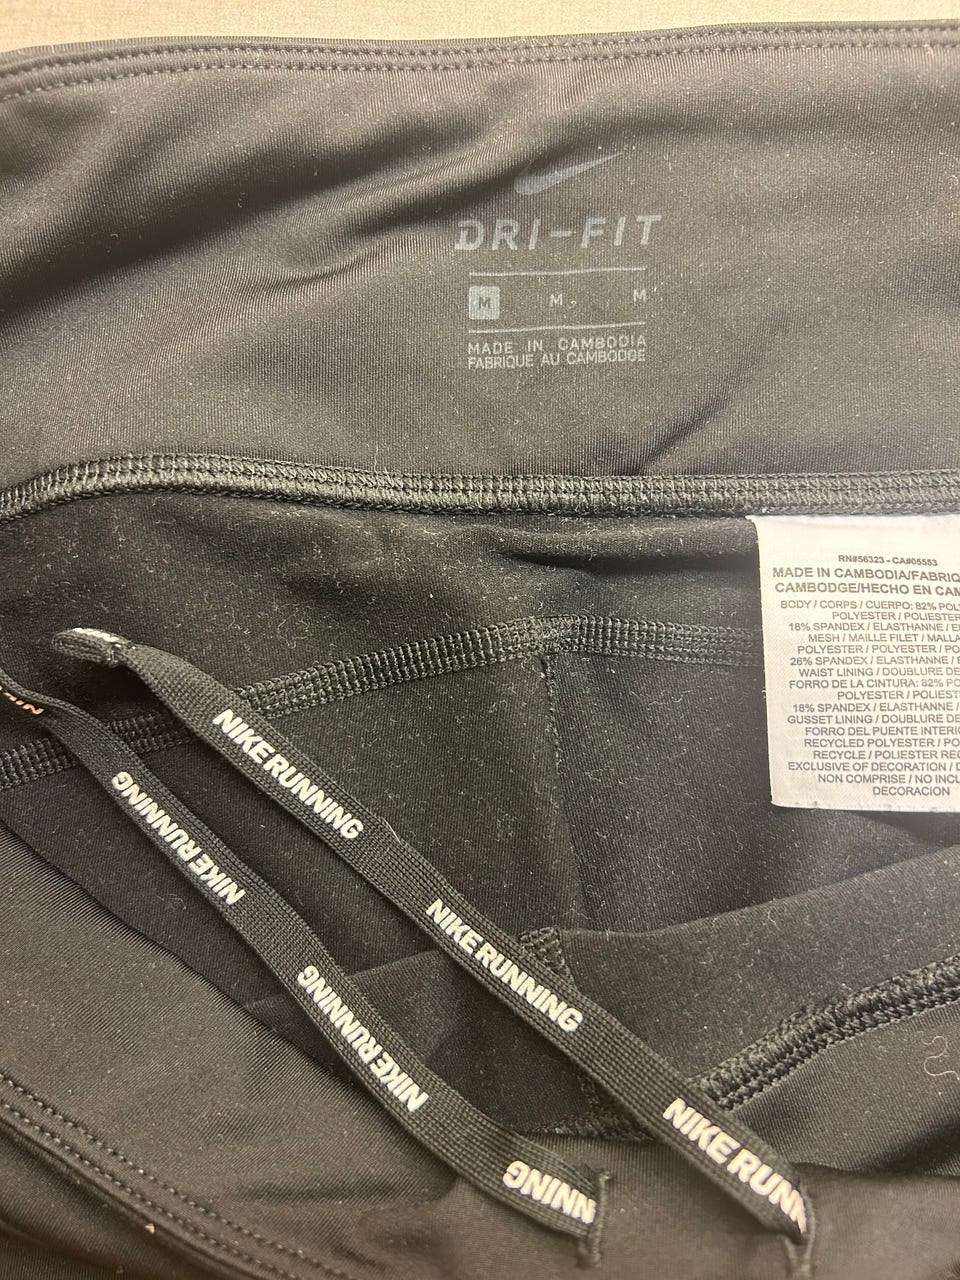 DRI-FIT
M M M
MADE IN CAMBODIA
FABRIQUE AU CAMBODGE
RN#56323 - CA#05553
MADE IN CAMBODIA/FABRIQ
CAMBODGE/HECHO EN CAM
BODY / CORPS / CUERPO: 82% POL
POLYESTER / POLIESTER
18% SPANDEX / ELASTHANNE / E
MESH / MAILLE FILET / MALLA
POLYESTER / POLYESTER / PO
26% SPANDEX / ELASTHANNE /
WAIST LINING / DOUBLURE DE
FORRO DE LA CINTURA: 82% PO
POLYESTER / POLIEST
18% SPANDEX / ELASTHANNE /
GUSSET LINING / DOUBLURE DE
FORRO DEL PUENTE INTERI
RECYCLED POLYESTER / PO
RECYCLE / POLIESTER REC
EXCLUSIVE OF DECORATION / D
NON COMPRISE / NO INCL
DECORACION
NIKE RUNNING
NIKE RUNNING
NIKE RUNN
NIKE RUNNING
NIKE RUNNING
NNING